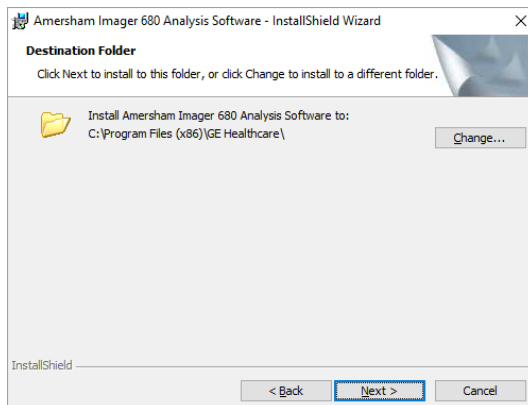 Amersham Imager 680 Analysis Software - InstallShield Wizard
Destination Folder
Click Next to install to this folder, or click Change to install to a different folder.
Install Amersham Imager 680 Analysis Software to:
C:\Program Files (x86)\GE Healthcare\
Change...
InstallShield
< Back
Next >
Cancel